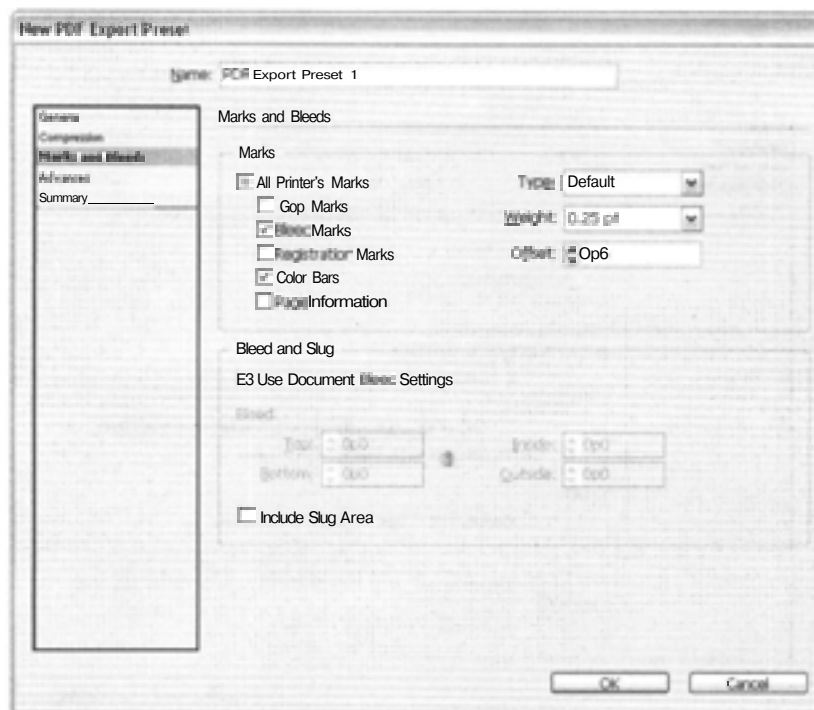 New PDF Export Preset
Name: PDF Export Preset 1
General
Compression
Marks and Bleeds
Advanced
Summary
Marks and Bleeds
Marks
All Printer's Marks
Gop Marks
Bleed Marks
Registration Marks
Color Bars
Page Information
Type: Default
Weight: 0.25 pt
Offset: Op6
Bleed and Slug
E3 Use Document Bleed Settings
Bleed
Top: 0p0
Bottom: 0p0
Inside: 0p0
Outside: 0p0
Include Slug Area
OK
Cancel